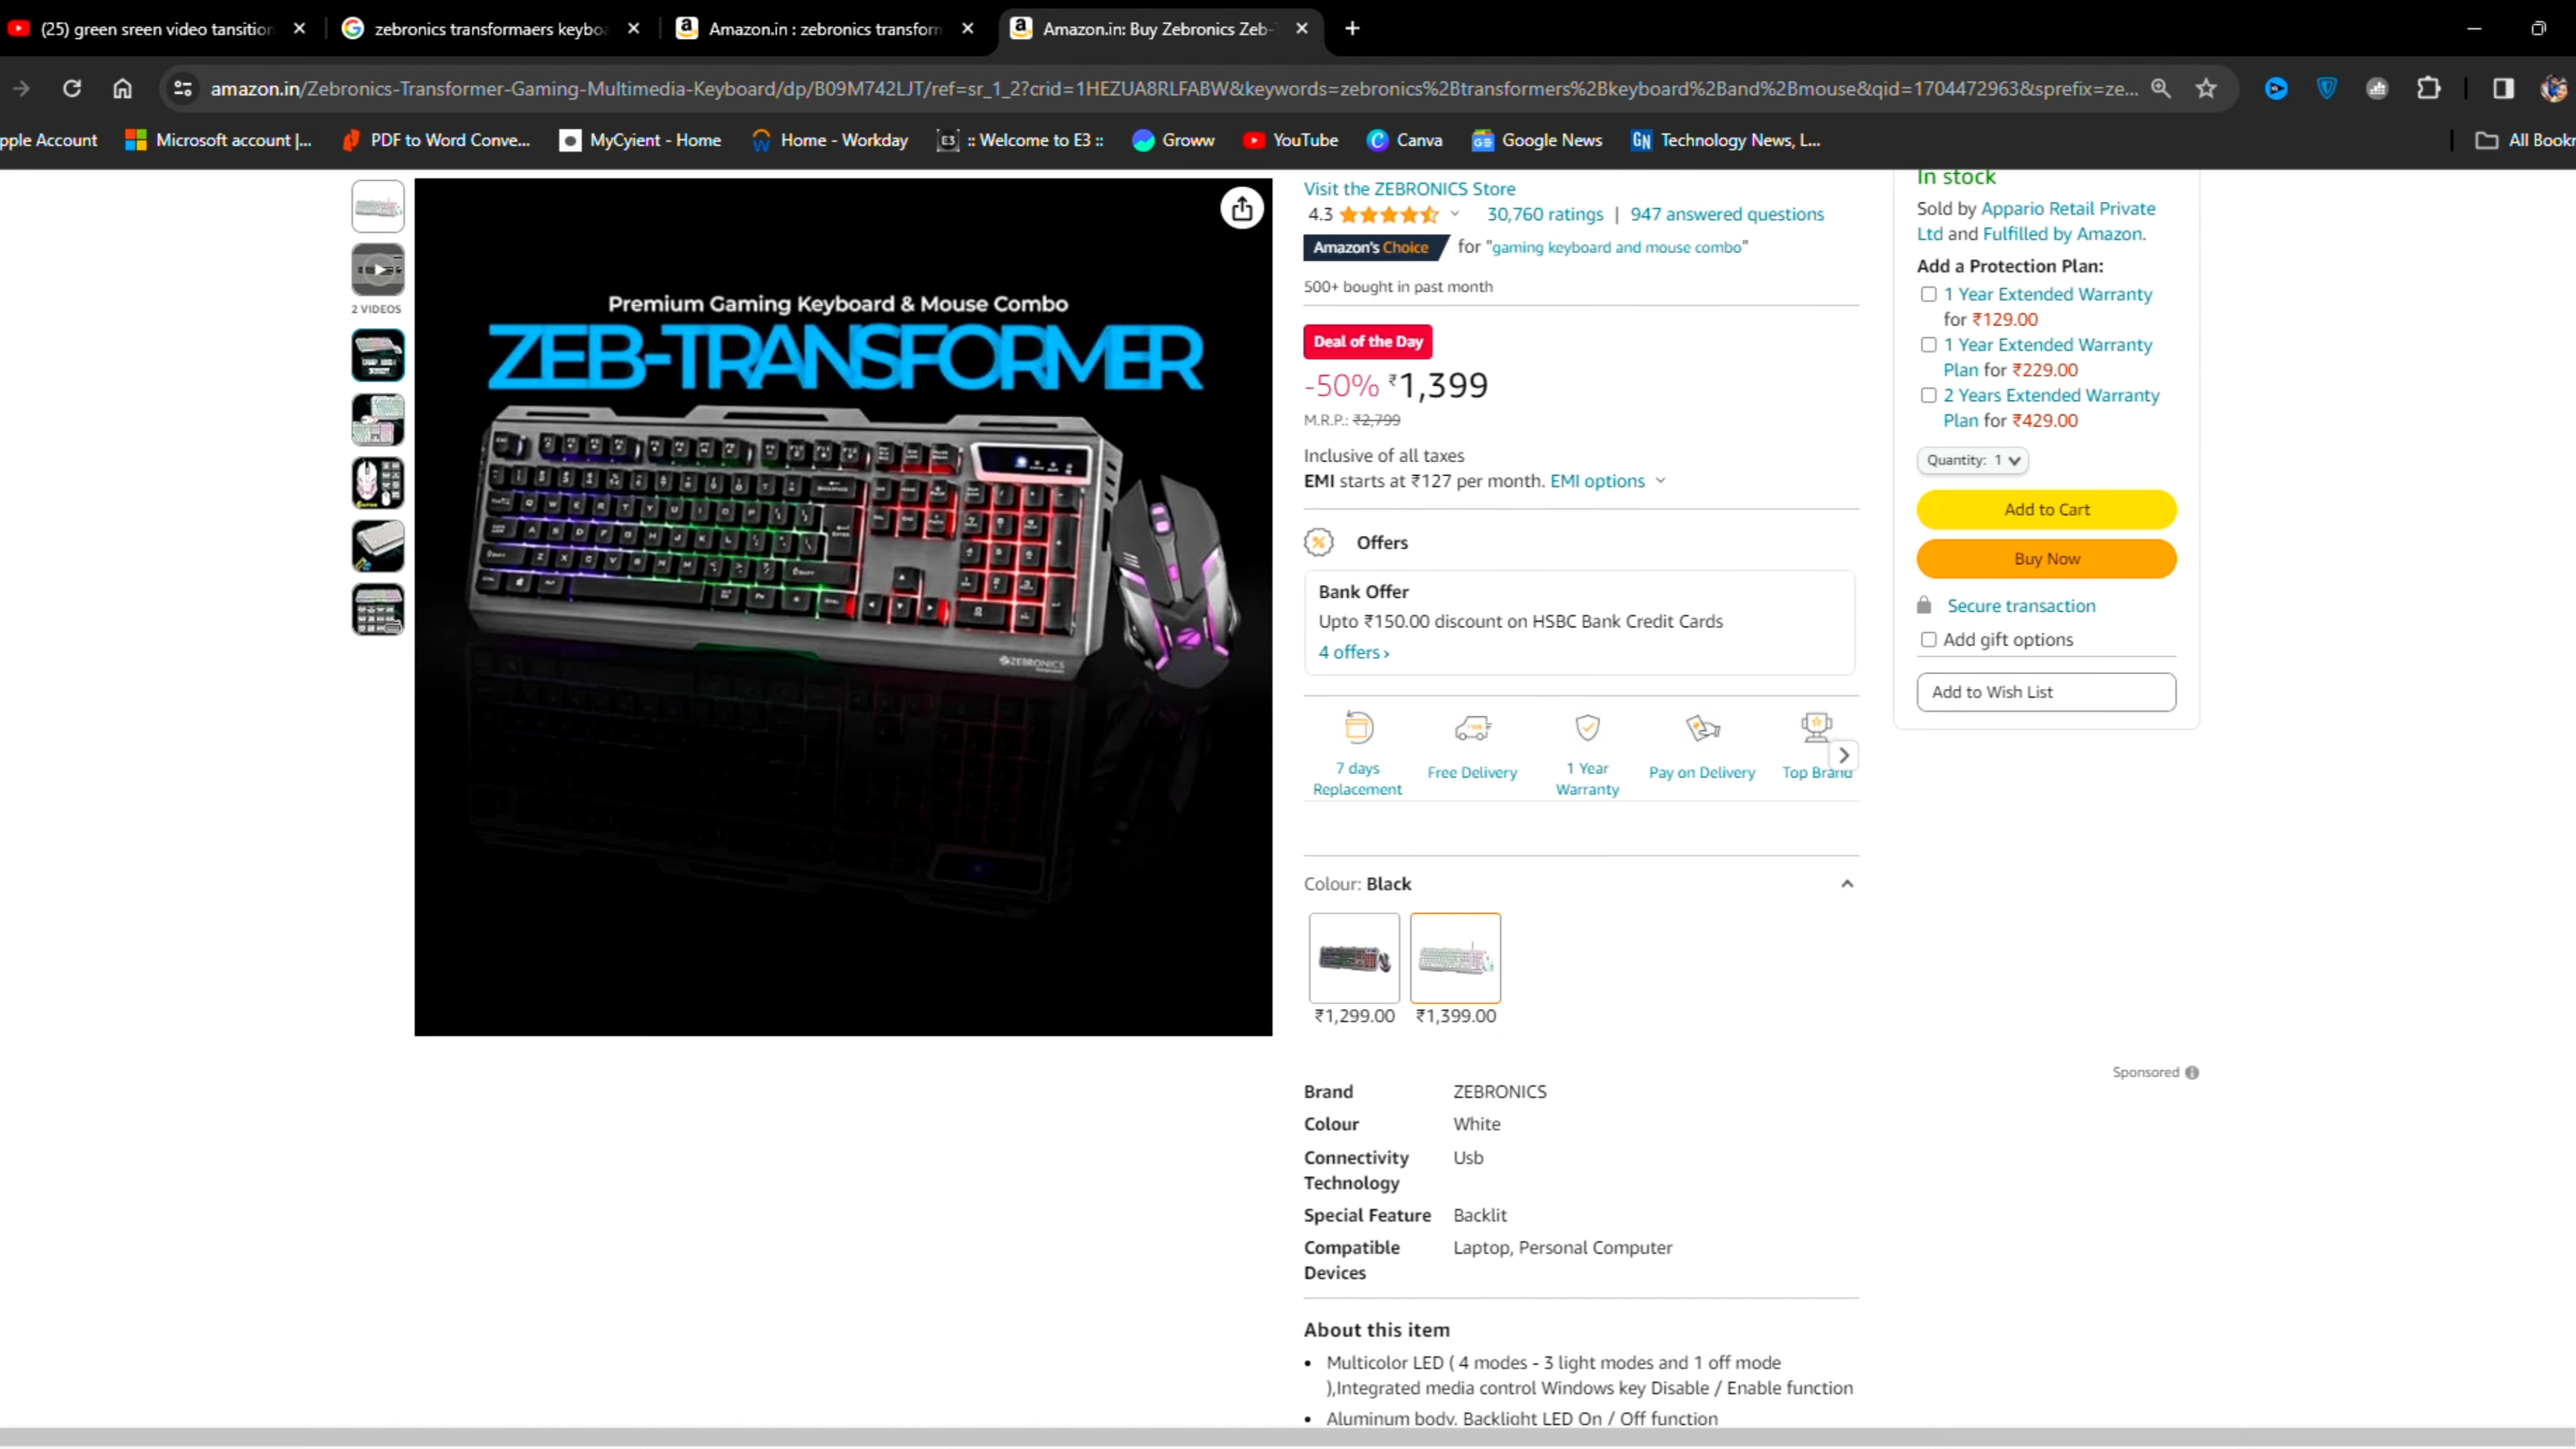 (25) green sreen video tansition
zebronics transformaers keybo
Amazon.in : zebronics transforn
Amazon.in: Buy Zebronics Zeb-
amazon.in/Zebronics-Transformer-Gaming-Multimedia-Keyboard/dp/B09M742LJT/ref=sr_1_2?crid=1HEZUA8RLFABW&keywords=zebronics%2Btransformers%2Bkeyboard%2Band%2Bmouse&qid=1704472963&sprefix=ze...
pple Account
Microsoft account |...
PDF to Word Conve...
MyCyient - Home
Home - Workday
E3 :: Welcome to E3 ::
Groww
YouTube
Canva
Google News
GN Technology News, L...
All Bookr
2 VIDEOS
Premium Gaming Keyboard & Mouse Combo
ZEB-TRANSFORMER
ZEBRONICS
Visit the ZEBRONICS Store
4.3
30,760 ratings | 947 answered questions
Amazon's Choice for "gaming keyboard and mouse combo"
500+ bought in past month
Deal of the Day
-50% ₹1,399
M.R.P.: ₹2,799
Inclusive of all taxes
EMI starts at ₹127 per month. EMI options
Offers
Bank Offer
Upto ₹150.00 discount on HSBC Bank Credit Cards
4 offers ›
7 days
Replacement
Free Delivery
1 Year
Warranty
Pay on Delivery
Top Brand
Colour: Black
₹1,299.00
₹1,399.00
Brand ZEBRONICS
Colour White
Connectivity Usb
Technology
Special Feature Backlit
Compatible Laptop, Personal Computer
Devices
About this item
• Multicolor LED ( 4 modes - 3 light modes and 1 off mode
),Integrated media control Windows key Disable / Enable function
• Aluminum body, Backlight LED On / Off function
In stock
Sold by Appario Retail Private
Ltd and Fulfilled by Amazon.
Add a Protection Plan:
1 Year Extended Warranty
for ₹129.00
1 Year Extended Warranty
Plan for ₹229.00
2 Years Extended Warranty
Plan for ₹429.00
Quantity: 1
Add to Cart
Buy Now
Secure transaction
Add gift options
Add to Wish List
Sponsored